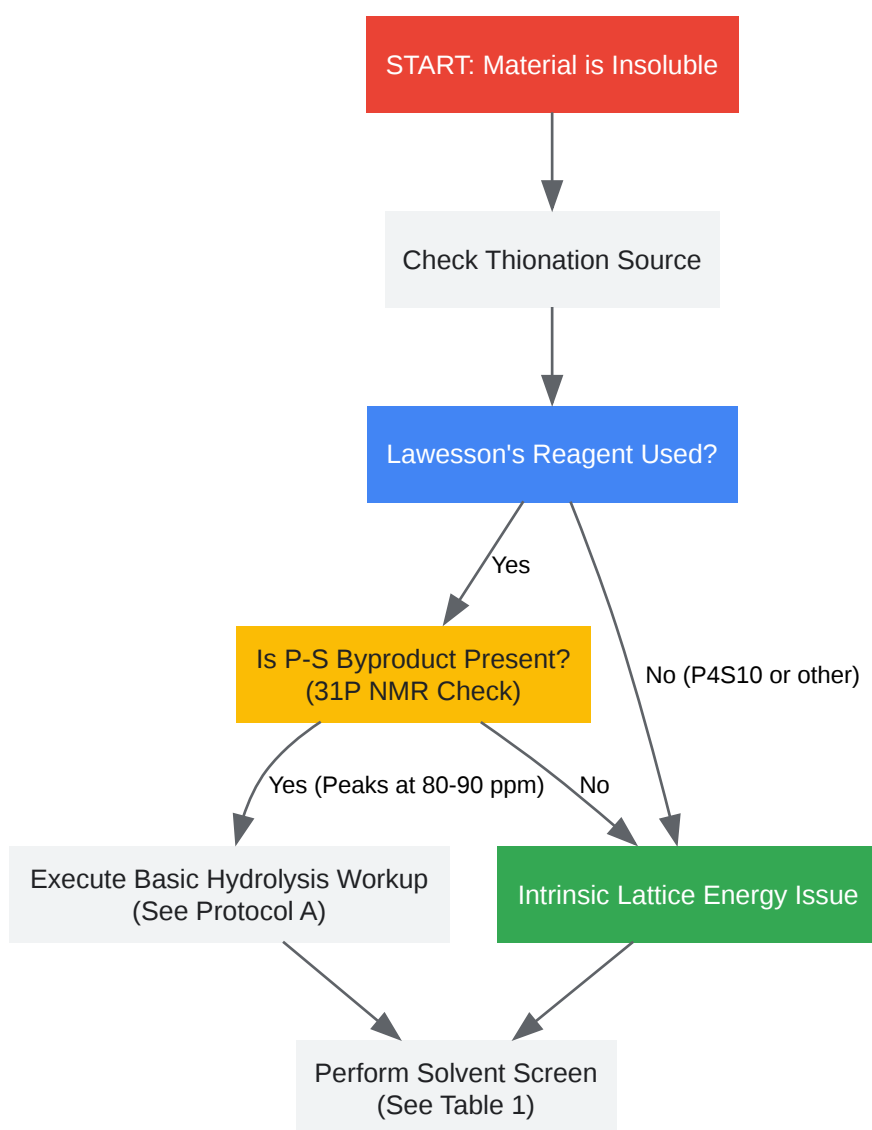 START: Material is Insoluble
Check Thionation Source
Lawesson's Reagent Used?
Yes
Is P-S Byproduct Present?
(31P NMR Check)
No (P4S10 or other)
Yes (Peaks at 80-90 ppm)
No
Execute Basic Hydrolysis Workup
(See Protocol A)
Intrinsic Lattice Energy Issue
Perform Solvent Screen
(See Table 1)